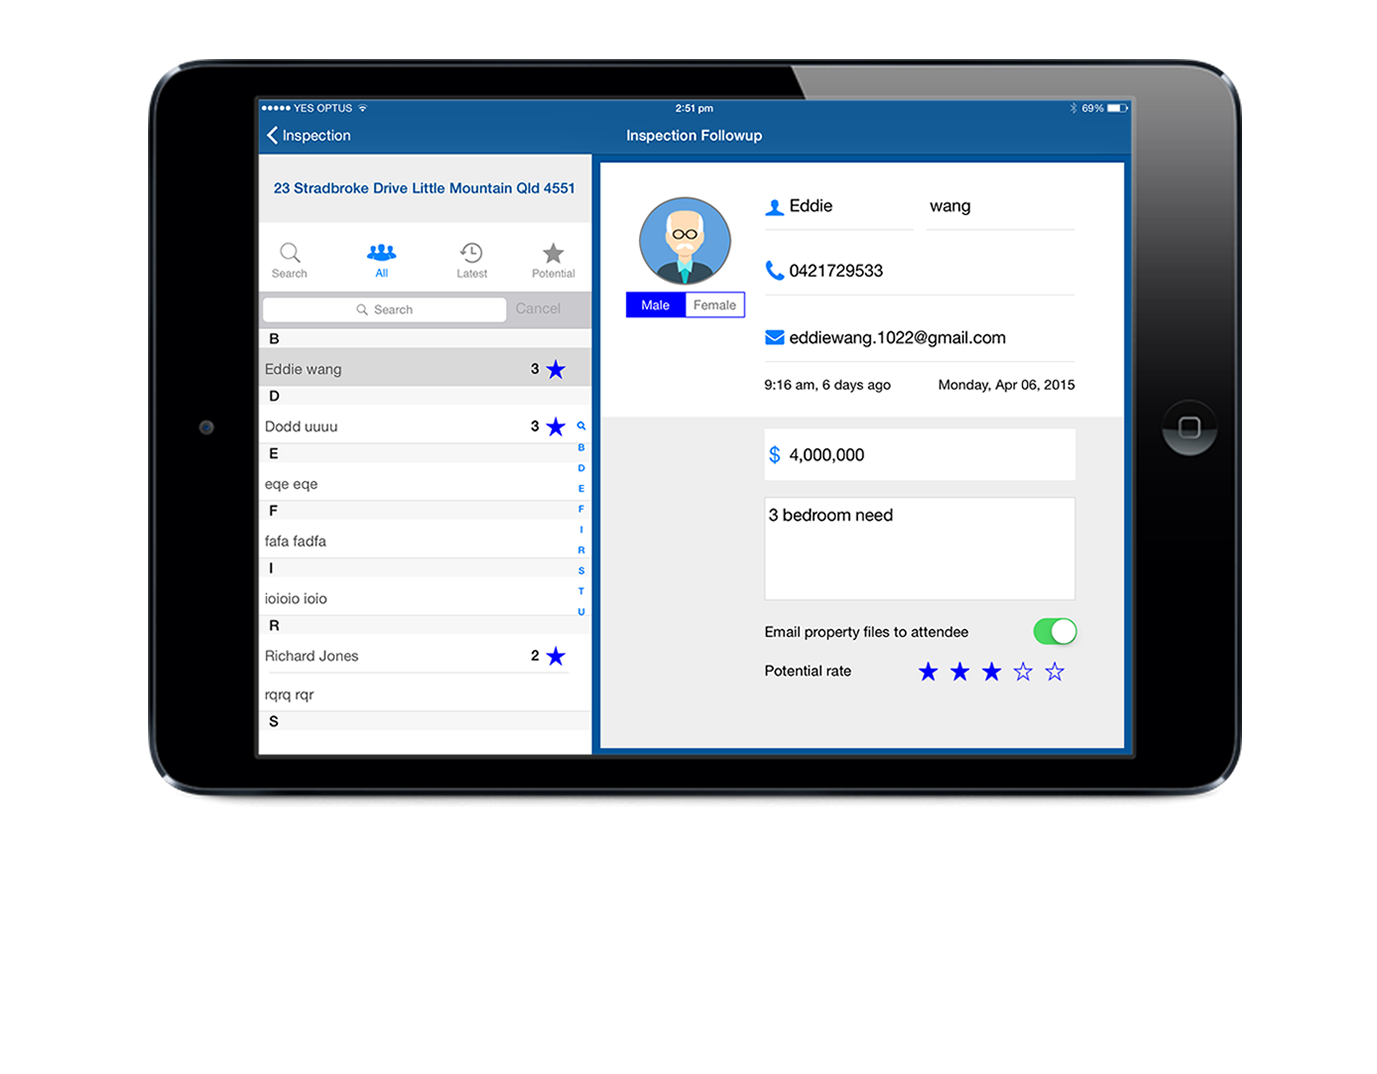 YES OPTUS
2:51 pm
69%
Inspection
Inspection Followup
23 Stradbroke Drive Little Mountain Qld 4551
Search
All
Latest
Potential
Search
Cancel
B
Eddie wang 3
D
Dodd uuuu 3
E
eqe eqe
F
fafa fadfa
I
ioioio ioio
R
Richard Jones 2
rqrq rqr
S
B
D
E
F
I
R
S
T
U
Male
Female
Eddie
wang
0421729533
eddiewang.1022@gmail.com
9:16 am, 6 days ago
Monday, Apr 06, 2015
$ 4,000,000
3 bedroom need
Email property files to attendee
Potential rate